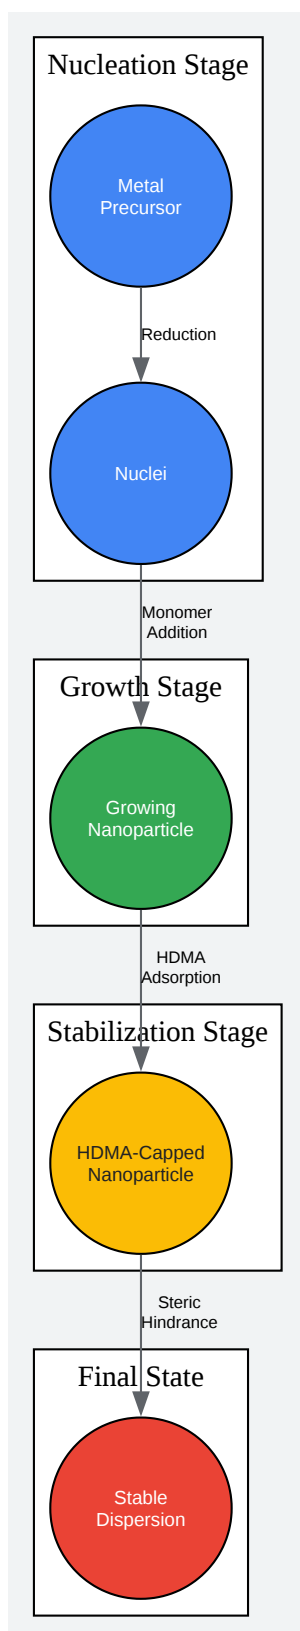 Nucleation Stage
Metal
Precursor
Reduction
Nuclei
Monomer
Addition
Growth Stage
Growing
Nanoparticle
HDMA
Adsorption
Stabilization Stage
HDMA-Capped
Nanoparticle
Steric
Hindrance
Final State
Stable
Dispersion